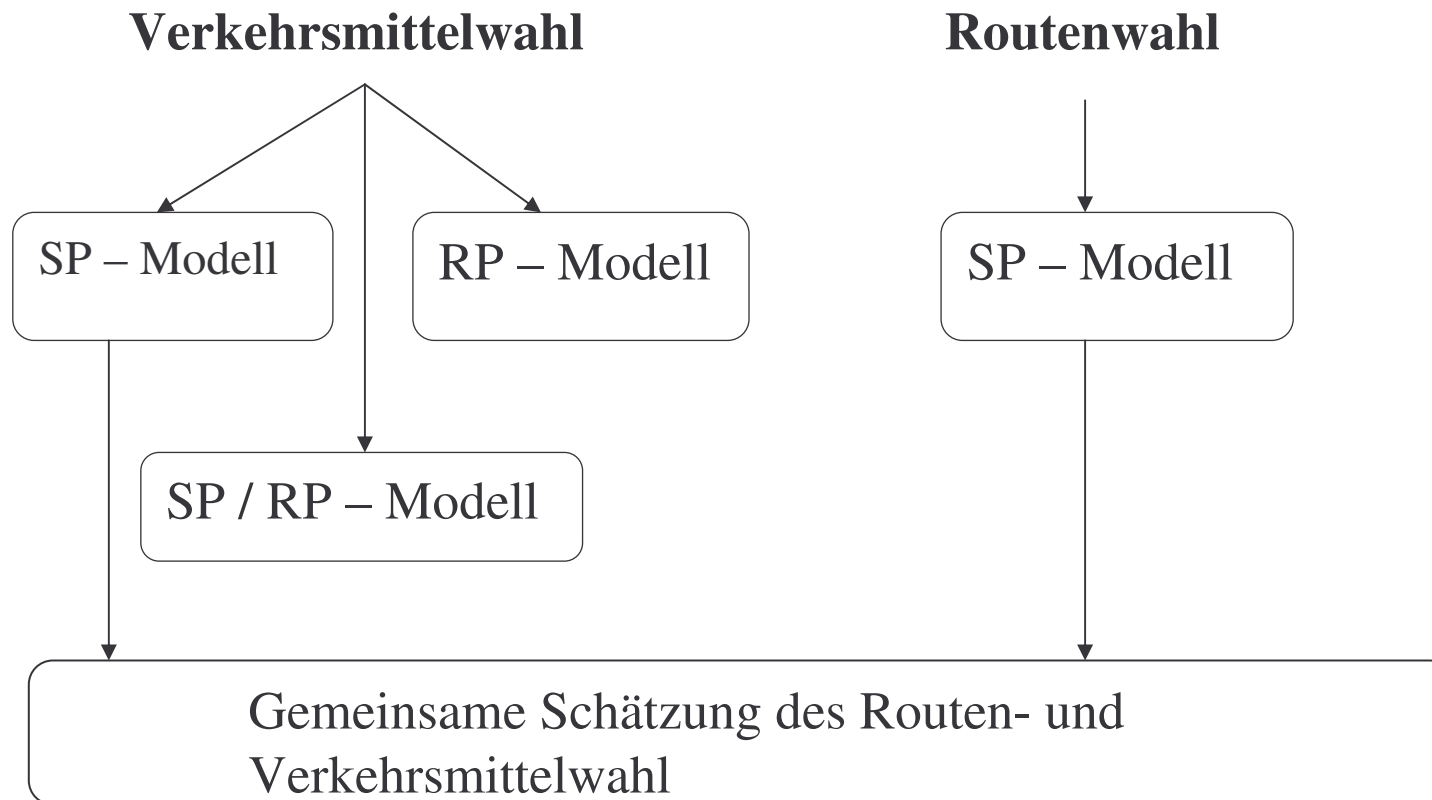 Verkehrsmittelwahl Routenwahl
SP – Modell RP – Modell SP – Modell
SP / RP – Modell
Gemeinsame Schätzung des Routen- und
Verkehrsmittelwahl